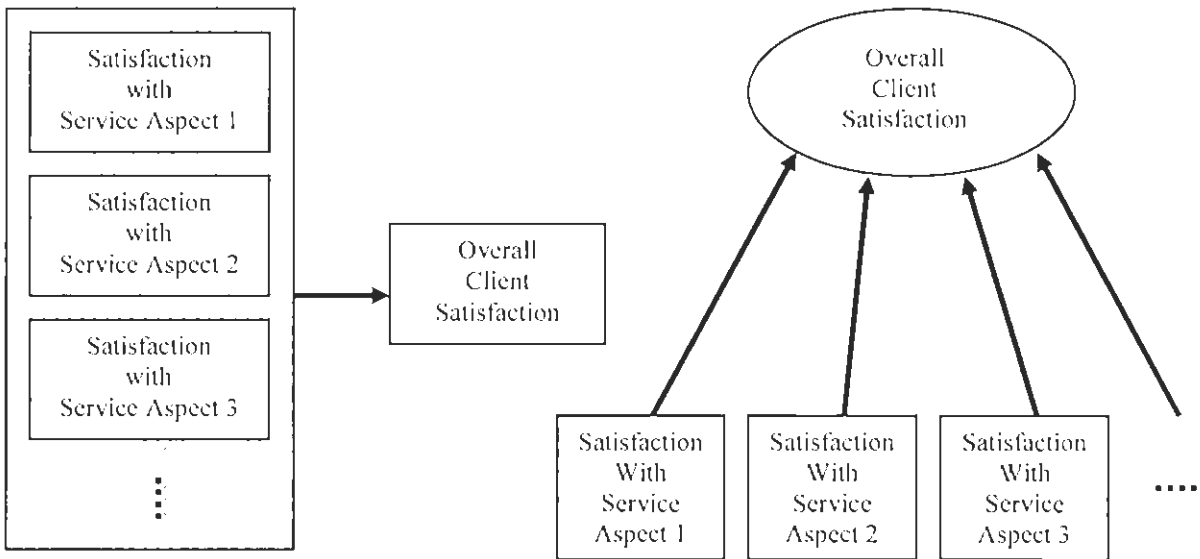 Satisfaction
with
Service Aspect 1
Satisfaction
with
Service Aspect 2
Satisfaction
with
Service Aspect 3
Overall
Client
Satisfaction
Overall
Client
Satisfaction
Satisfaction
With
Service
Aspect 1
Satisfaction
With
Service
Aspect 2
Satisfaction
With
Service
Aspect 3
....